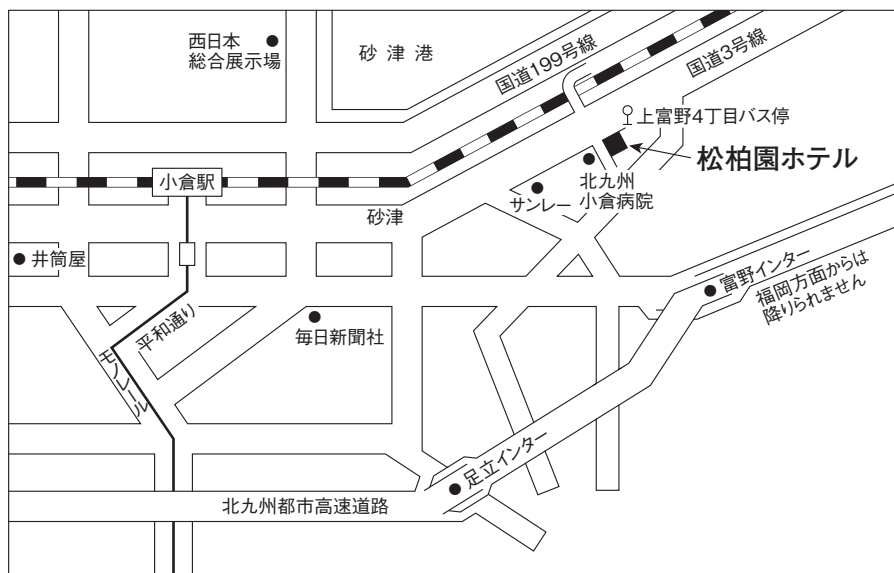 西日本
総合展示場
砂津港
国道199号線
国道3号線
上富野4丁目バス停
松柏園ホテル
北九州
小倉病院
サンレー
小倉駅
砂津
井筒屋
富野インター
福岡方面からは
降りられません
平和通り
毎日新聞社
モノレール
足立インター
北九州都市高速道路